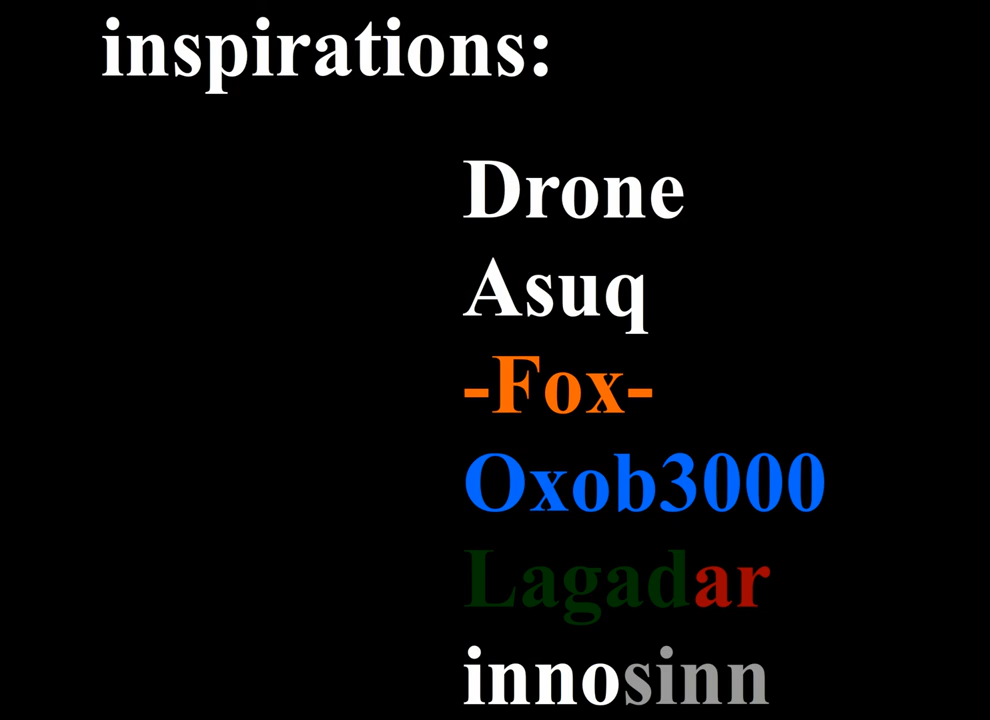 inspirations:
Drone
Asuq
-Fox-
Oxob3000
Lagadar
innosinn